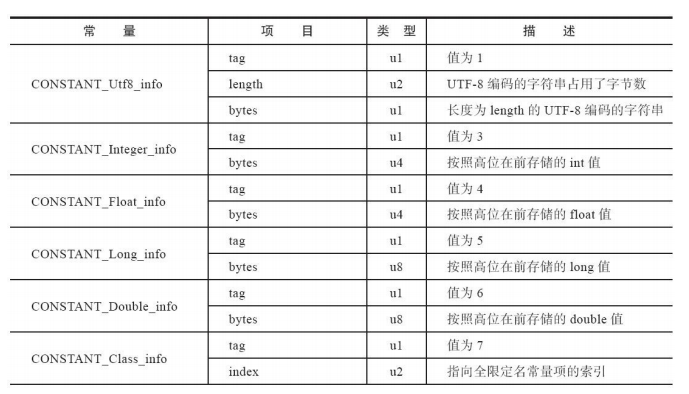 常 量 项 目 类 型 描 述
CONSTANT_Utf8_info tag u1 值为 1
length u2 UTF-8 编码的字符串占用了字节数
bytes u1 长度为 length 的 UTF-8 编码的字符串
CONSTANT_Integer_info tag u1 值为 3
bytes u4 按照高位在前存储的 int 值
CONSTANT_Float_info tag u1 值为 4
bytes u4 按照高位在前存储的 float 值
CONSTANT_Long_info tag u1 值为 5
bytes u8 按照高位在前存储的 long 值
CONSTANT_Double_info tag u1 值为 6
bytes u8 按照高位在前存储的 double 值
CONSTANT_Class_info tag u1 值为 7
index u2 指向全限定名常量项的索引